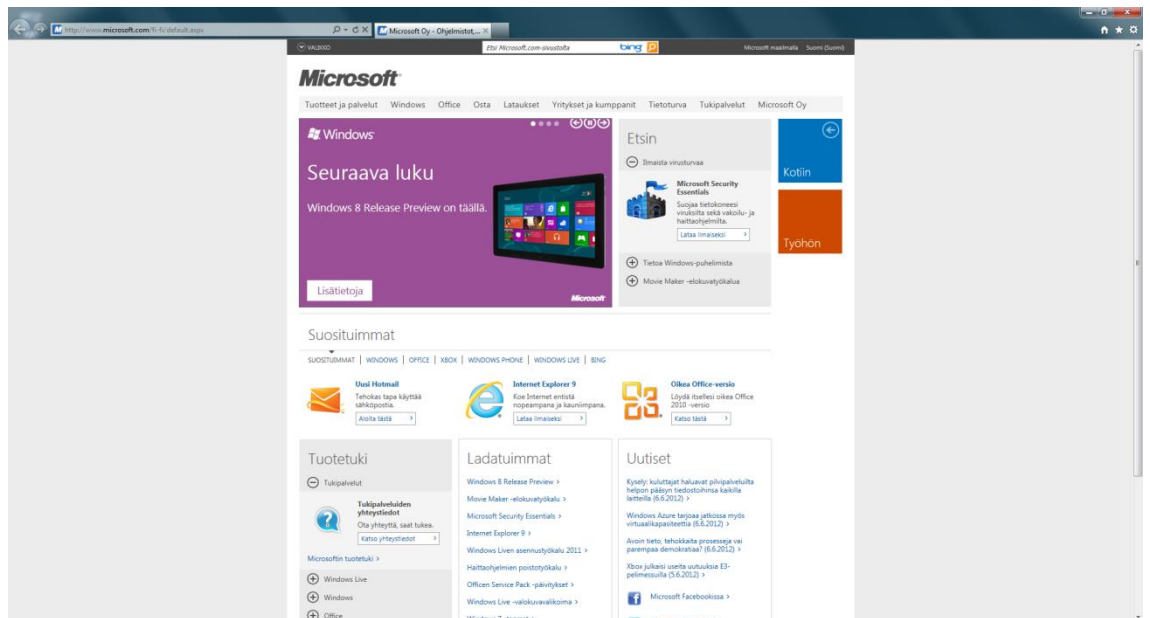 http://www.microsoft.com/fi-fi/default.aspx
Microsoft Oy - Ohjelmistot,...
VALIKKO
Etsi Microsoft.com-sivustolta
bing
Microsoft maailmalla Suomi (Suomi)
Microsoft
Tuotteet ja palvelut Windows Office Osta Lataukset Yritykset ja kumppanit Tietoturva Tukipalvelut Microsoft Oy
Windows
Seuraava luku
Windows 8 Release Preview on täällä.
Lisätietoja
Microsoft
Etsin
Ilmaista virusturvaa
Microsoft Security
Essentials
Suojaa tietokoneesi
viruksilta sekä vakoilu- ja
haittaohjelmilta.
Lataa ilmaiseksi
Tietoa Windows-puhelimista
Movie Maker -elokuvatyökalua
Kotiin
Työhön
Suosituimmat
SUOSITUIMMAT | WINDOWS | OFFICE | XBOX | WINDOWS PHONE | WINDOWS LIVE | BING
Uusi Hotmail
Tehokas tapa käyttää
sähköpostia.
Aloita tästä
Internet Explorer 9
Koe Internet entistä
nopeampana ja kauniimpana.
Lataa ilmaiseksi
Oikea Office-versio
Löydä itsellesi oikea Office
2010 -versio
Katso tästä
Tuotetuki
Tukipalvelut
Tukipalveluiden
yhteystiedot
Ota yhteyttä, saat tukea.
Katso yhteystiedot
Microsoftin tuotetuki
Windows Live
Windows
Office
Ladatuimmat
Windows 8 Release Preview
Movie Maker -elokuvatyökalu
Microsoft Security Essentials
Internet Explorer 9
Windows Liven asennustyökalu 2011
Haittaohjelmien poistotyökalu
Officen Service Pack -päivitykset
Windows Live -valokuvavalikoima
Uutiset
Kysely: kuluttajat haluavat pilvipalveluilta
helpon pääsyn tiedostoihinsa kaikilla
laitteilla (6.6.2012)
Windows Azure tarjoaa jatkossa myös
virtuaalikapasiteettia (6.6.2012)
Avoin tieto, tehokkaita prosesseja vai
parempaa demokratiaa? (6.6.2012)
Xbox julkaisi useita uutuuksia E3-
pelimessuilla (5.6.2012)
Microsoft Facebookissa